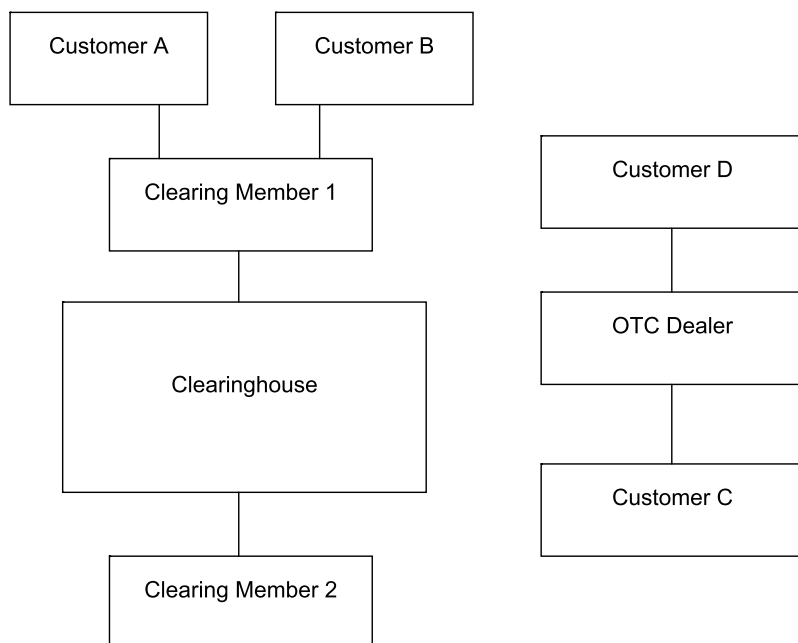 Customer A
Customer B
Clearing Member 1
Clearinghouse
Clearing Member 2
Customer D
OTC Dealer
Customer C